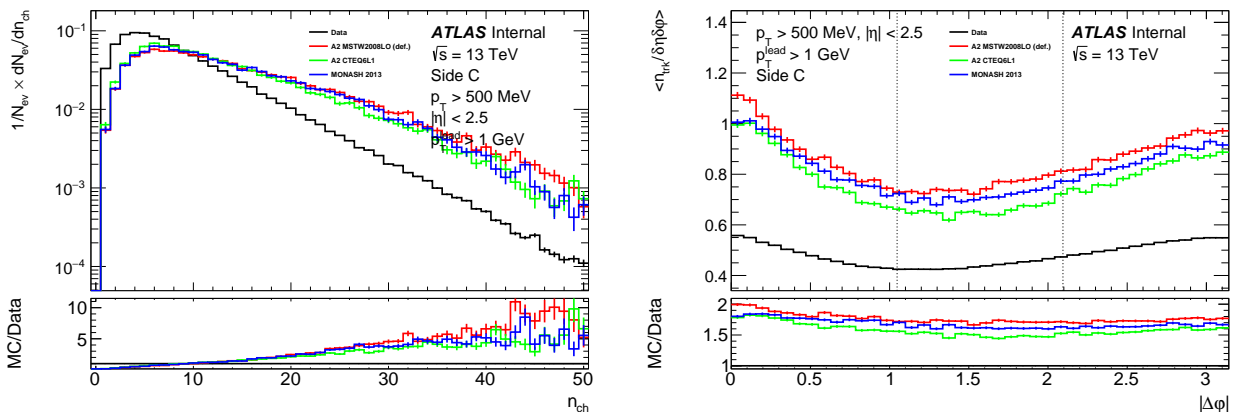 1/N_ev × dN_ev/dn_ch
10⁻¹
10⁻²
10⁻³
10⁻⁴
Data
A2 MSTW2008LO (def.)
A2 CTEQ6L1
MONASH 2013
ATLAS Internal
√s = 13 TeV
Side C
p_T > 500 MeV
|η| < 2.5
p_T^lead > 1 GeV
MC/Data
10
5
0 10 20 30 40 50
n_ch
<n_trk/δηδφ>
1.4
1.2
1
0.8
0.6
0.4
p_T > 500 MeV, |η| < 2.5
p_T^lead > 1 GeV
Side C
ATLAS Internal
√s = 13 TeV
Data
A2 MSTW2008LO (def.)
A2 CTEQ6L1
MONASH 2013
MC/Data
2
1.5
1
0 0.5 1 1.5 2 2.5 3
|Δφ|